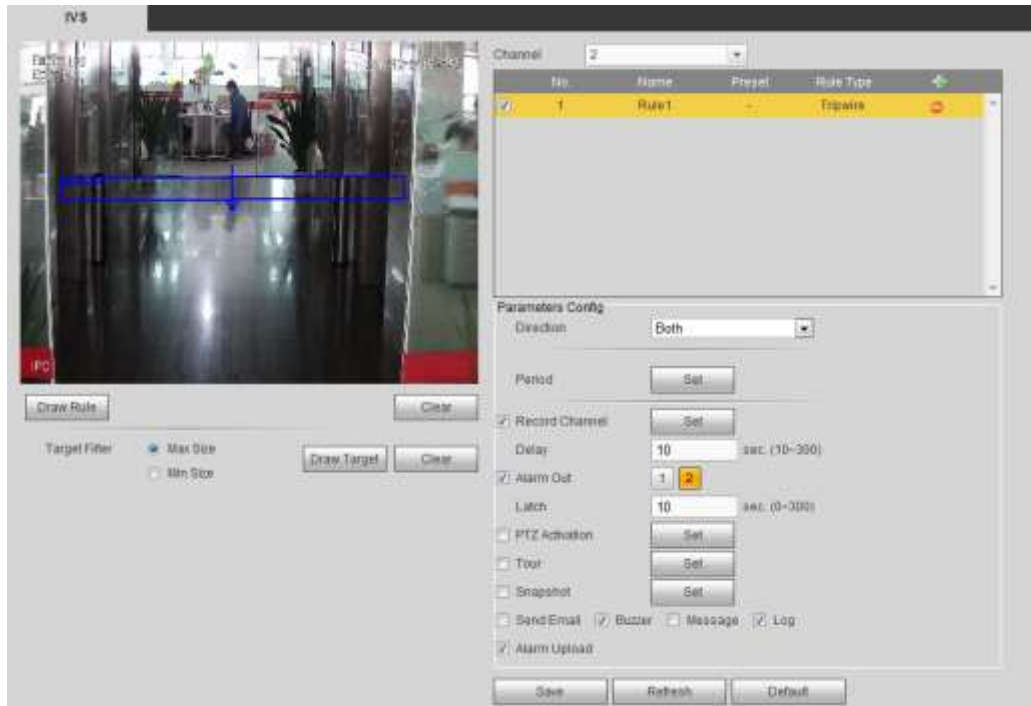 IVS
Channel 2
No. Name Preset Rule Type
1 Rule1 - Tripwire
IPC
Draw Rule Clear
Target Filter Max Size Draw Target Clear
Min Size
Parameters Config
Direction Both
Period Set
Record Channel Set
Delay 10 sec. (10~300)
Alarm Out 1 2
Latch 10 sec. (0~300)
PTZ Activation Set
Tour Set
Snapshot Set
Send Email Buzzer Message Log
Alarm Upload
Save Refresh Default